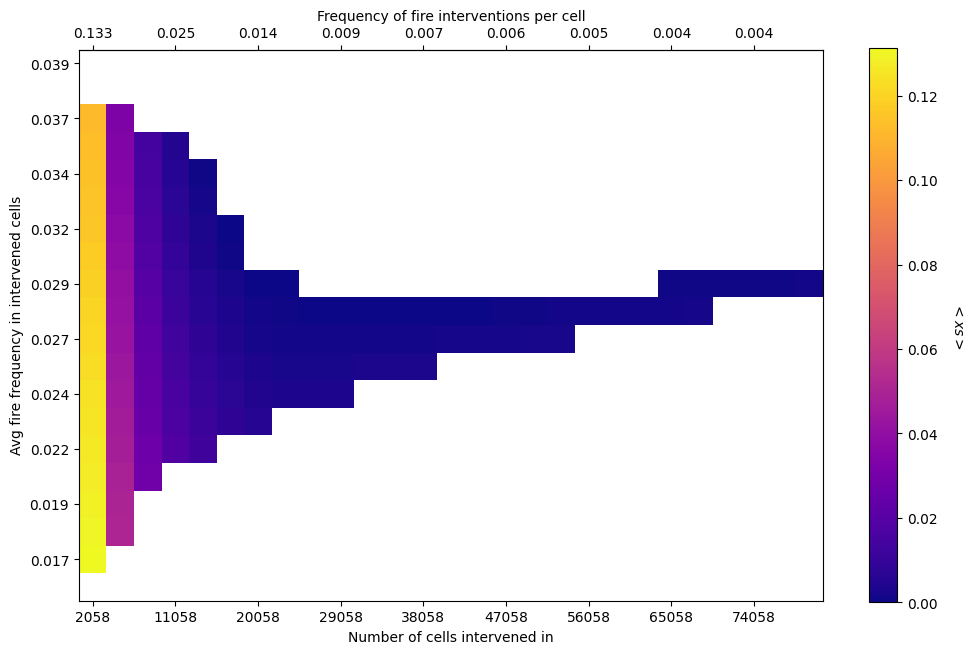 Frequency of fire interventions per cell
0.133 0.025 0.014 0.009 0.007 0.006 0.005 0.004 0.004
Avg fire frequency in intervened cells
0.039
0.037
0.034
0.032
0.029
0.027
0.024
0.022
0.019
0.017
2058 11058 20058 29058 38058 47058 56058 65058 74058
Number of cells intervened in
0.12
0.10
0.08
0.06
0.04
0.02
0.00
< sx >